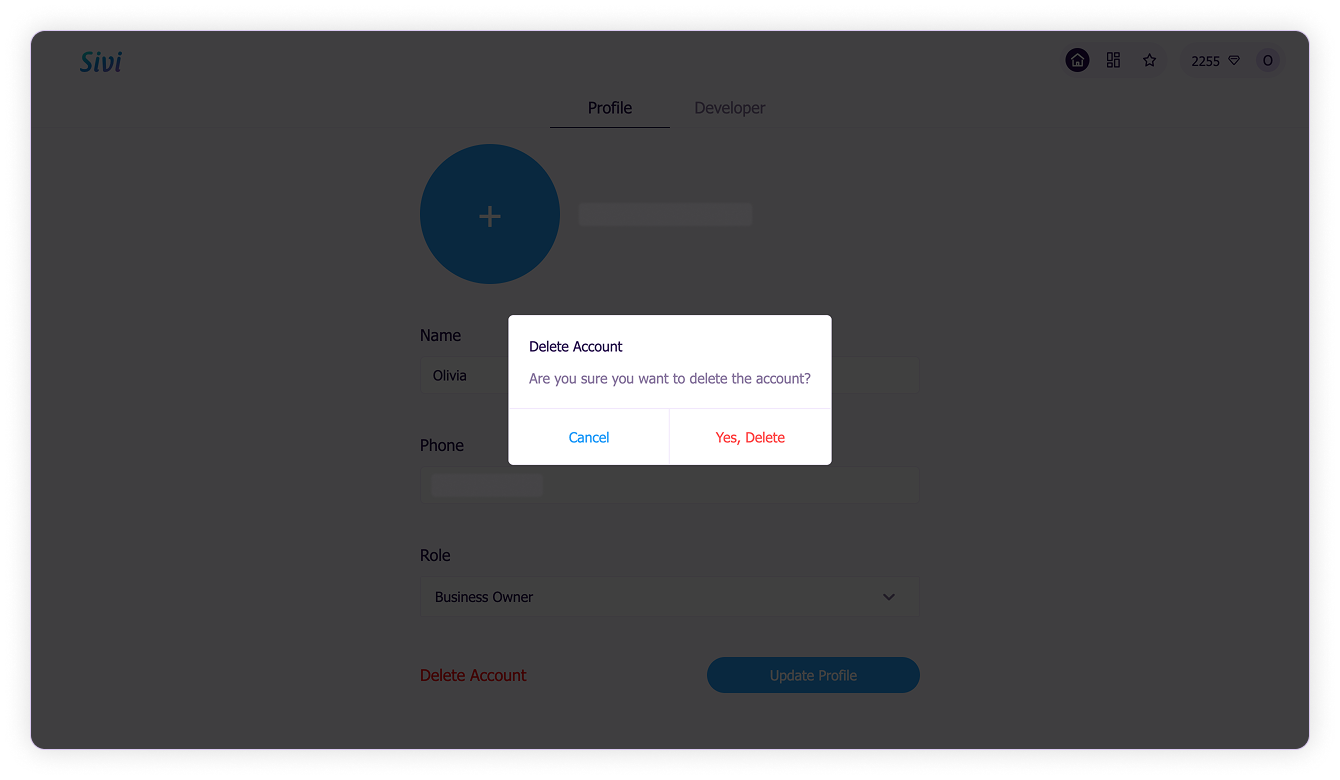 Sivi
2255
O
Profile
Developer
Name
Olivia
Delete Account
Are you sure you want to delete the account?
Cancel
Yes, Delete
Phone
Role
Business Owner
Delete Account
Update Profile